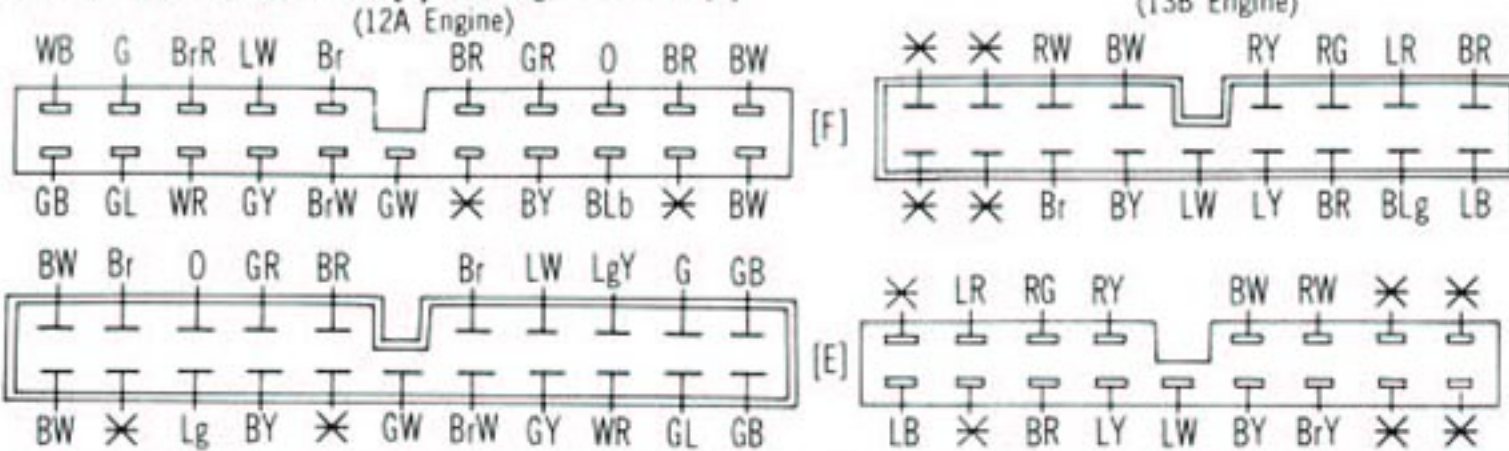 (12A Engine) (13B Engine)
WB G BrR LW Br BR GR O BR BW
RW BW RY RG LR BR
[F]
GB GL WR GY BrW GW BY BLb BW
Br BY LW LY BR BLg LB
BW Br O GR BR Br LW LgY G GB
LR RG RY BW RW
[E]
BW Lg BY GW BrW GY WR GL GB
LB BR LY LW BY BrY